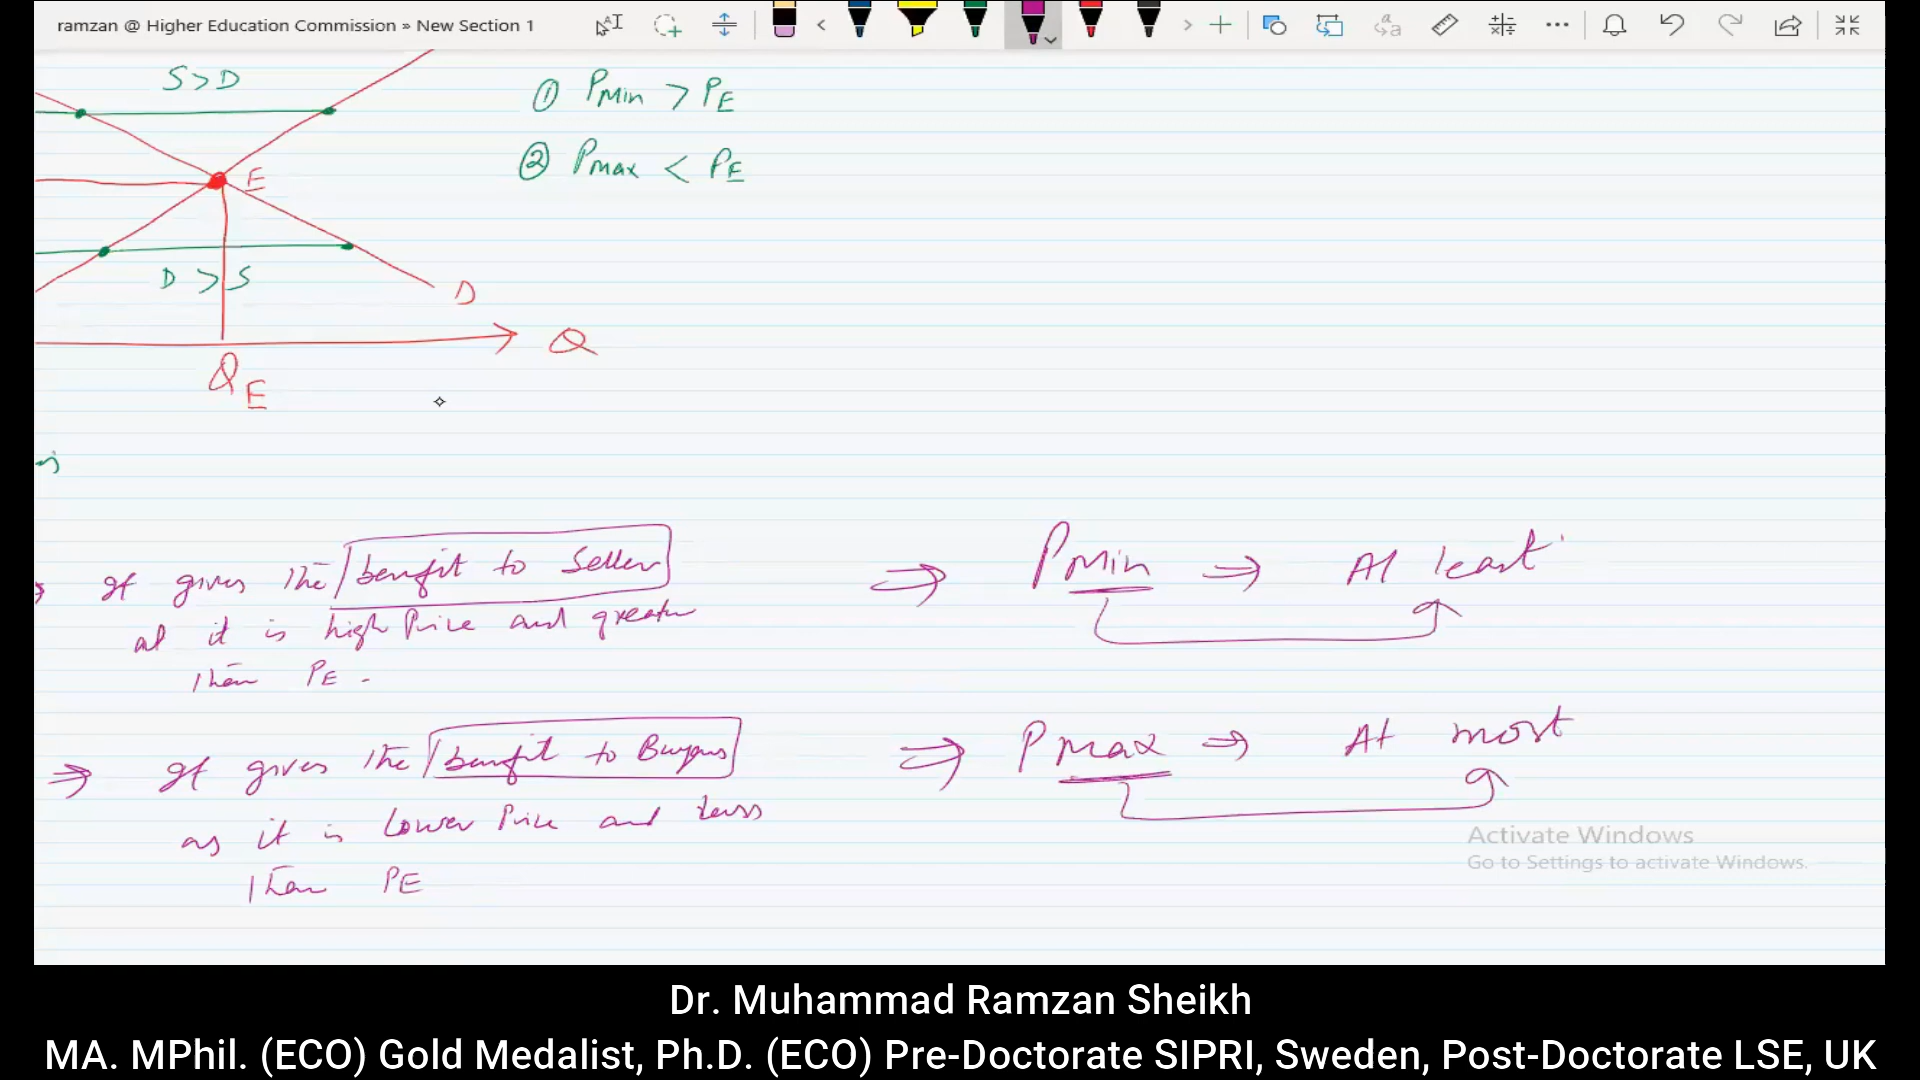 ramzan @ Higher Education Commission » New Section 1
S > D
① PMin > PE
② Pmax < PE
E
D > S
D
Q
QE
It gives the benefit to Seller ⇒ PMin ⇒ At least
it is high Price and greater
than PE.
⇒ It gives the benefit to Buyers ⇒ Pmax ⇒ At most
as it is Lower Price and Less
than PE
Activate Windows
Go to Settings to activate Windows.
Dr. Muhammad Ramzan Sheikh
MA. MPhil. (ECO) Gold Medalist, Ph.D. (ECO) Pre-Doctorate SIPRI, Sweden, Post-Doctorate LSE, UK